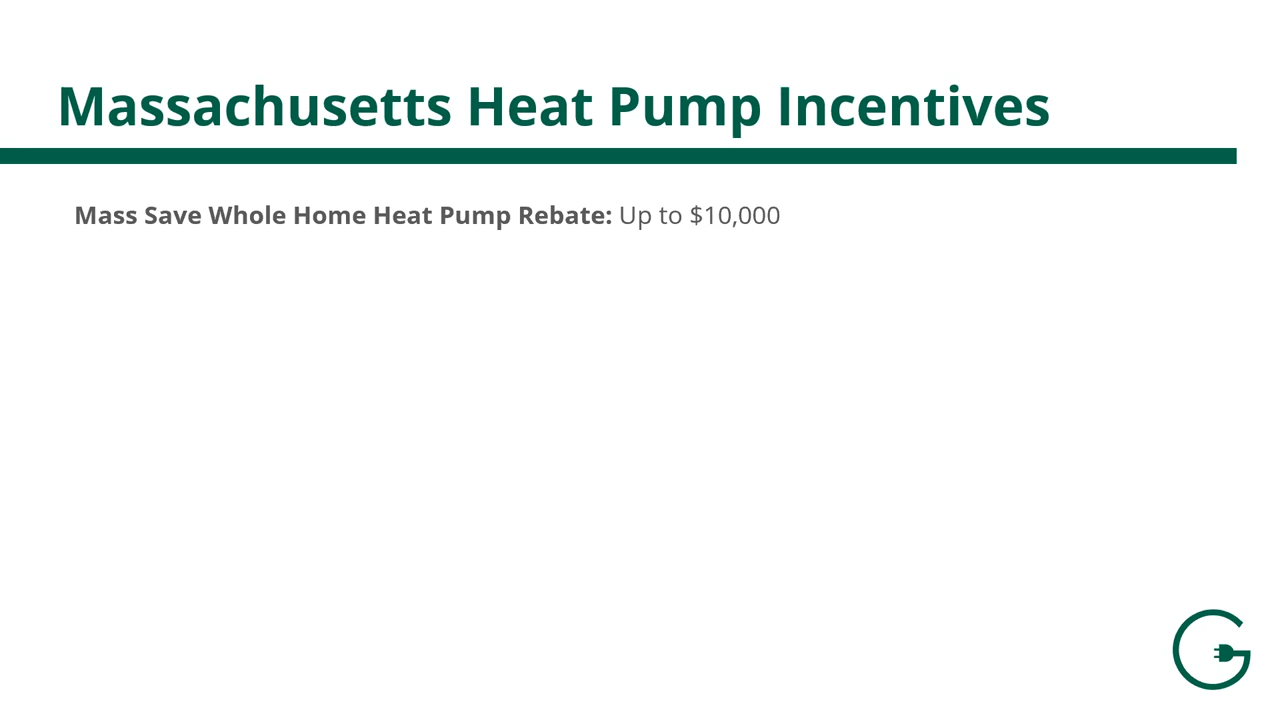 Massachusetts Heat Pump Incentives
Mass Save Whole Home Heat Pump Rebate: Up to $10,000